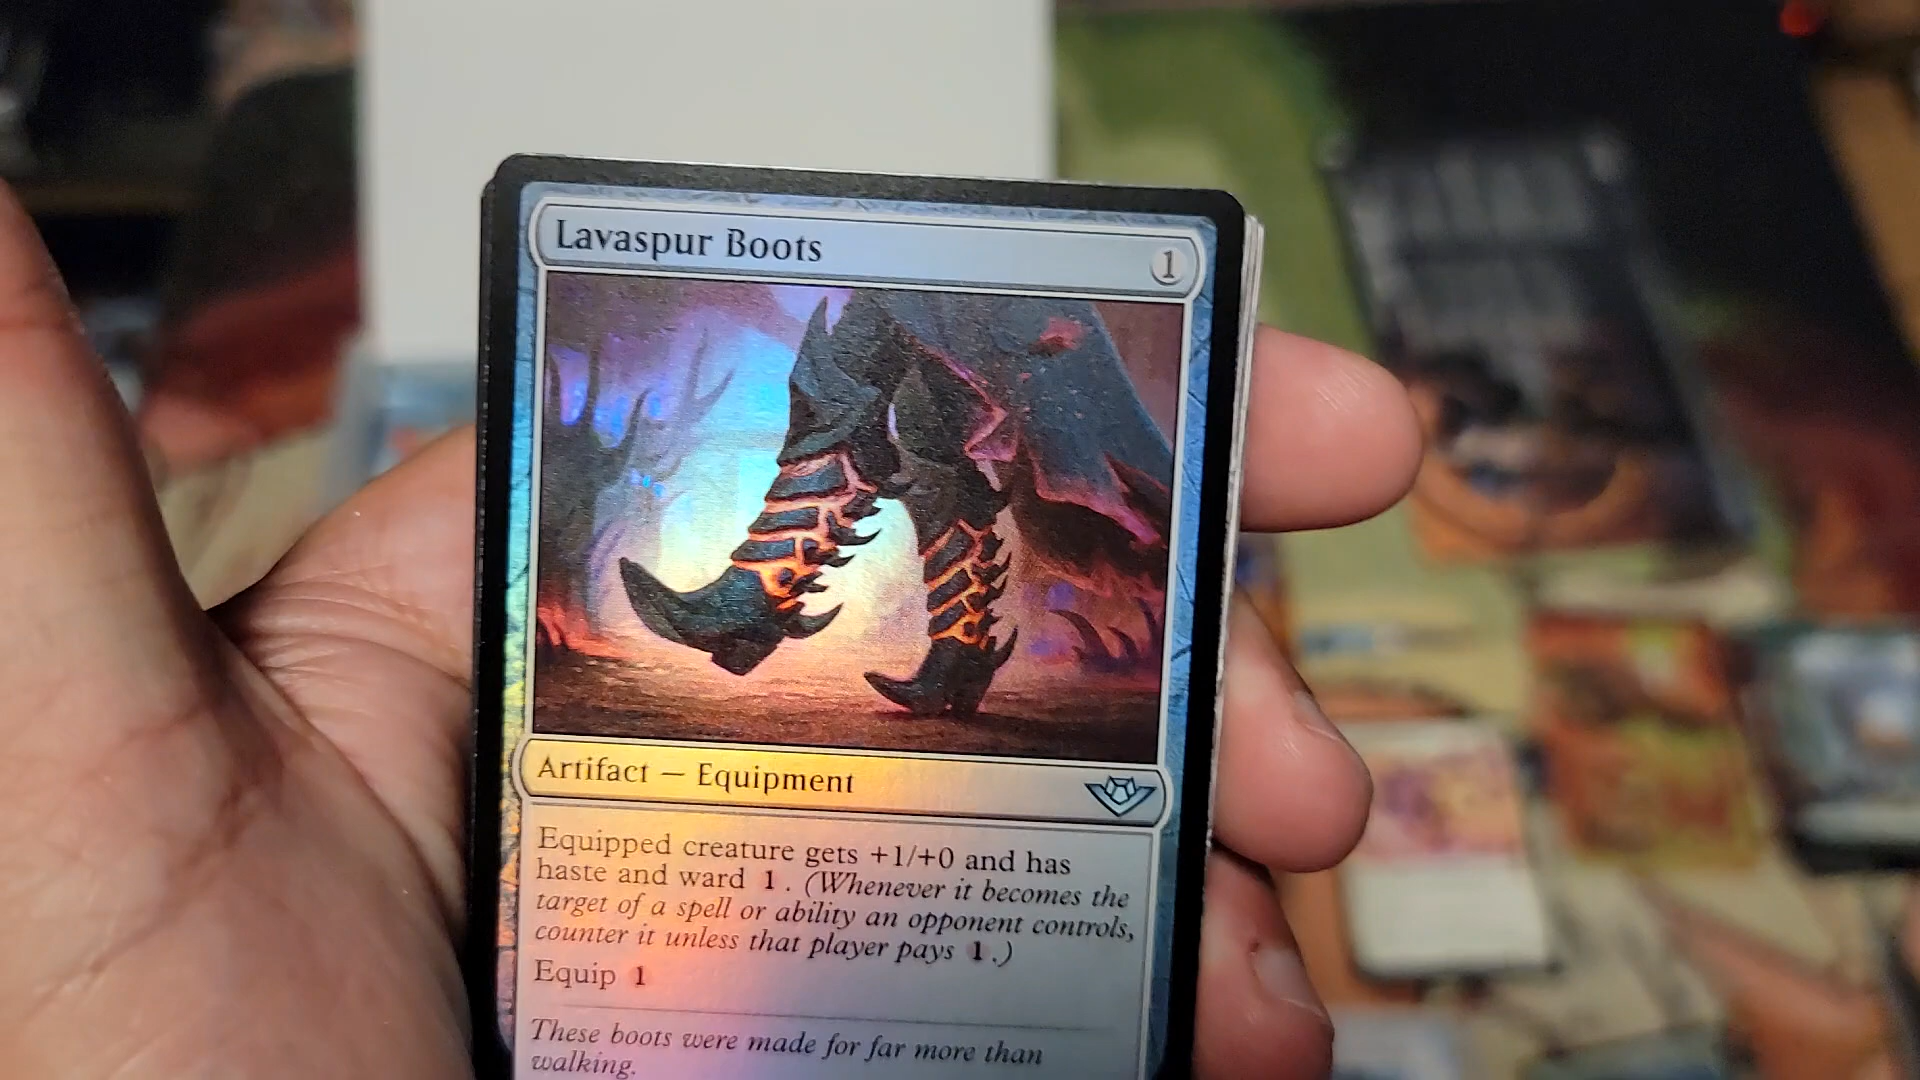 Lavaspur Boots 1
Artifact — Equipment
Equipped creature gets +1/+0 and has
haste and ward 1. (Whenever it becomes the
target of a spell or ability an opponent controls,
counter it unless that player pays 1.)
Equip 1
These boots were made for far more than
walking.